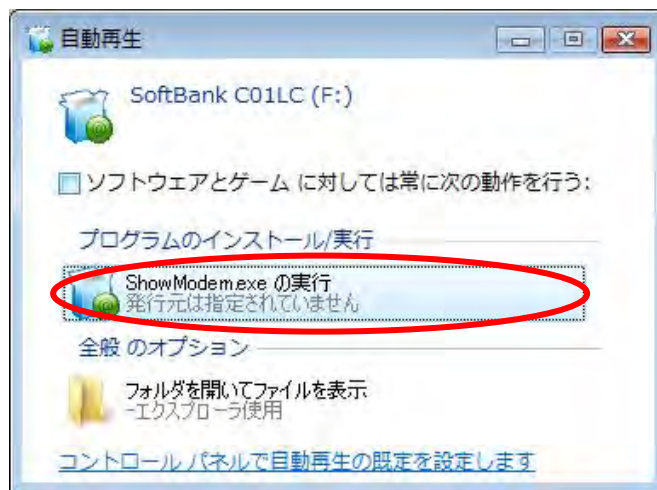 自動再生
SoftBank C01LC (F:)
ソフトウェアとゲーム に対しては常に次の動作を行う:
プログラムのインストール/実行
ShowModem.exe の実行
発行元は指定されていません
全般 のオプション
フォルダを開いてファイルを表示
-エクスプローラ使用
コントロール パネルで自動再生の既定を設定します